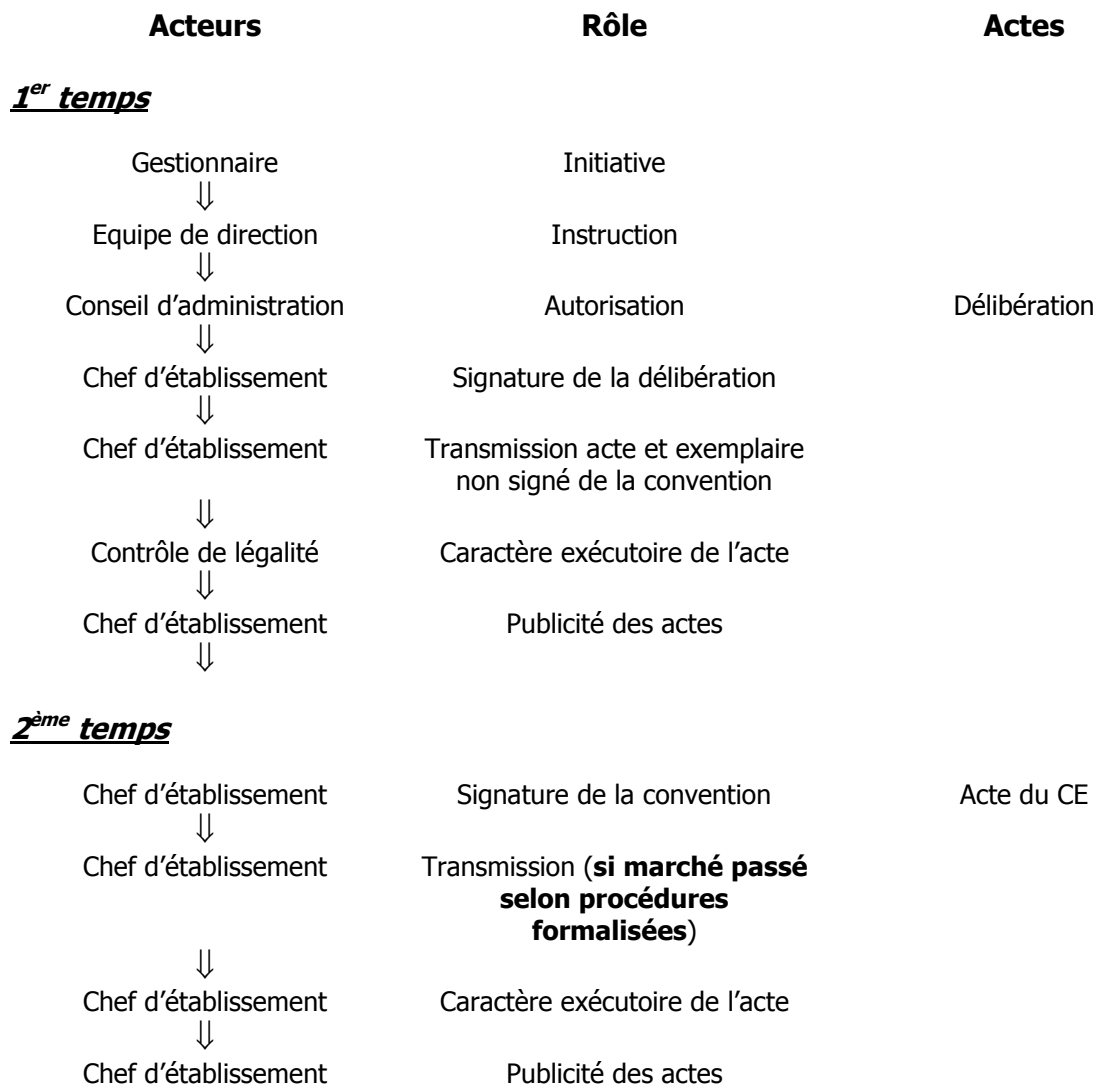 Acteurs Rôle Actes
1er temps
Gestionnaire Initiative
⇓
Equipe de direction Instruction
⇓
Conseil d’administration Autorisation Délibération
⇓
Chef d’établissement Signature de la délibération
⇓
Chef d’établissement Transmission acte et exemplaire
non signé de la convention
⇓
Contrôle de légalité Caractère exécutoire de l’acte
⇓
Chef d’établissement Publicité des actes
⇓
2ème temps
Chef d’établissement Signature de la convention Acte du CE
⇓
Chef d’établissement Transmission (si marché passé
selon procédures
formalisées)
⇓
Chef d’établissement Caractère exécutoire de l’acte
⇓
Chef d’établissement Publicité des actes